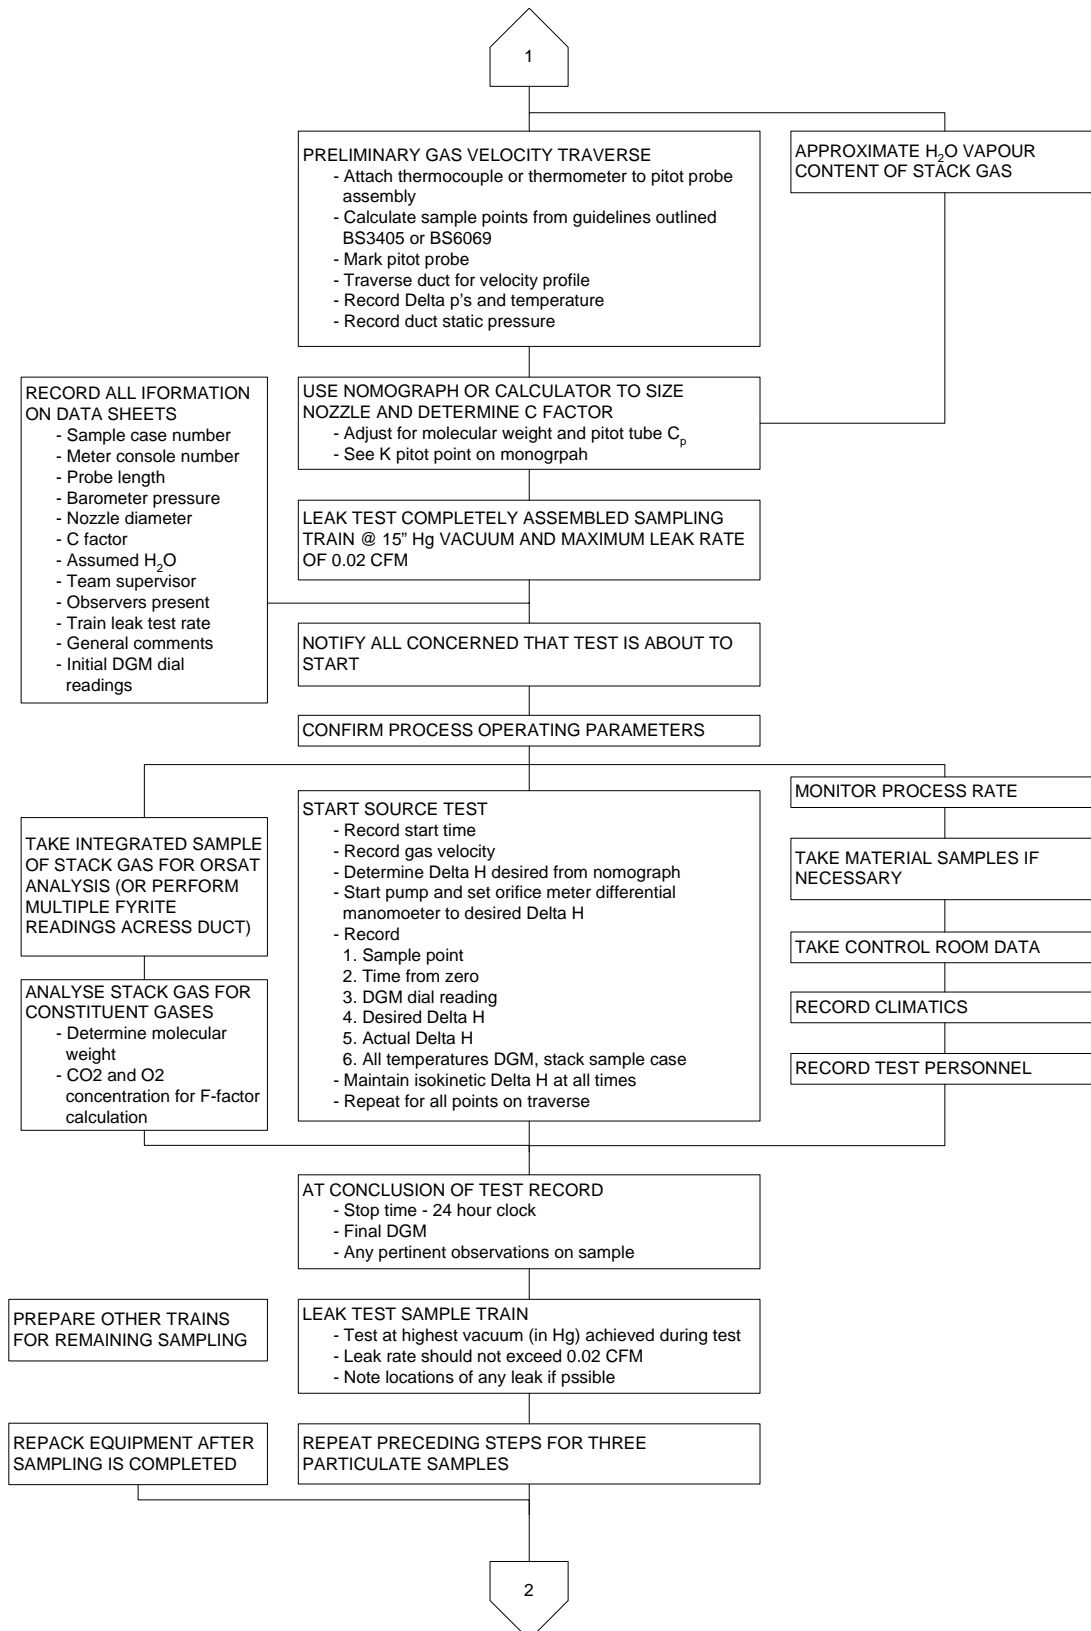 1
PRELIMINARY GAS VELOCITY TRAVERSE
- Attach thermocouple or thermometer to pitot probe
assembly
- Calculate sample points from guidelines outlined
BS3405 or BS6069
- Mark pitot probe
- Traverse duct for velocity profile
- Record Delta p's and temperature
- Record duct static pressure
APPROXIMATE H₂O VAPOUR
CONTENT OF STACK GAS
RECORD ALL IFORMATION
ON DATA SHEETS
- Sample case number
- Meter console number
- Probe length
- Barometer pressure
- Nozzle diameter
- C factor
- Assumed H₂O
- Team supervisor
- Observers present
- Train leak test rate
- General comments
- Initial DGM dial
readings
USE NOMOGRAPH OR CALCULATOR TO SIZE
NOZZLE AND DETERMINE C FACTOR
- Adjust for molecular weight and pitot tube Cₚ
- See K pitot point on monogrpah
LEAK TEST COMPLETELY ASSEMBLED SAMPLING
TRAIN @ 15" Hg VACUUM AND MAXIMUM LEAK RATE
OF 0.02 CFM
NOTIFY ALL CONCERNED THAT TEST IS ABOUT TO
START
CONFIRM PROCESS OPERATING PARAMETERS
TAKE INTEGRATED SAMPLE
OF STACK GAS FOR ORSAT
ANALYSIS (OR PERFORM
MULTIPLE FYRITE
READINGS ACRESS DUCT)
ANALYSE STACK GAS FOR
CONSTITUENT GASES
- Determine molecular
weight
- CO2 and O2
concentration for F-factor
calculation
START SOURCE TEST
- Record start time
- Record gas velocity
- Determine Delta H desired from nomograph
- Start pump and set orifice meter differential
manomoeter to desired Delta H
- Record
1. Sample point
2. Time from zero
3. DGM dial reading
4. Desired Delta H
5. Actual Delta H
6. All temperatures DGM, stack sample case
- Maintain isokinetic Delta H at all times
- Repeat for all points on traverse
MONITOR PROCESS RATE
TAKE MATERIAL SAMPLES IF
NECESSARY
TAKE CONTROL ROOM DATA
RECORD CLIMATICS
RECORD TEST PERSONNEL
AT CONCLUSION OF TEST RECORD
- Stop time - 24 hour clock
- Final DGM
- Any pertinent observations on sample
PREPARE OTHER TRAINS
FOR REMAINING SAMPLING
LEAK TEST SAMPLE TRAIN
- Test at highest vacuum (in Hg) achieved during test
- Leak rate should not exceed 0.02 CFM
- Note locations of any leak if pssible
REPACK EQUIPMENT AFTER
SAMPLING IS COMPLETED
REPEAT PRECEDING STEPS FOR THREE
PARTICULATE SAMPLES
2